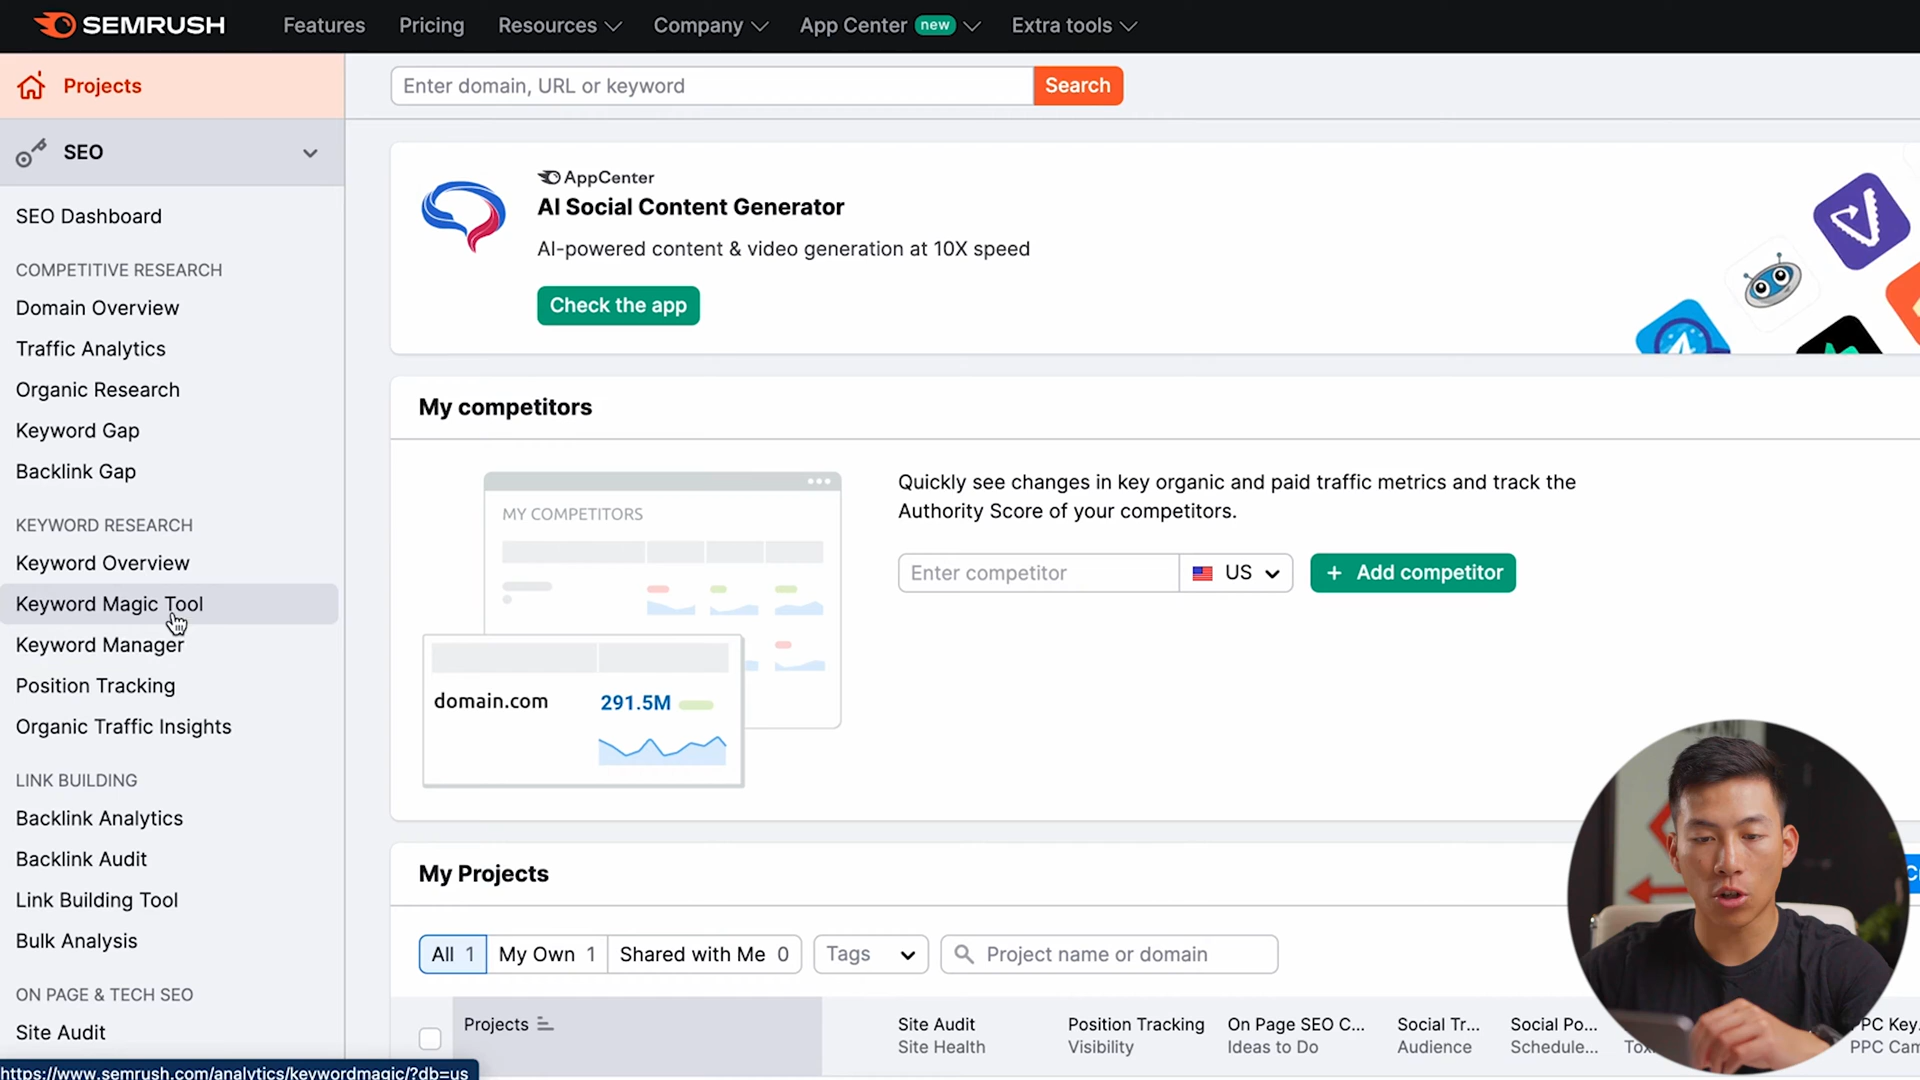 SEMRUSH
Features
Pricing
Resources
Company
App Center new
Extra tools
Projects
Enter domain, URL or keyword
Search
SEO
SEO Dashboard
COMPETITIVE RESEARCH
Domain Overview
Traffic Analytics
Organic Research
Keyword Gap
Backlink Gap
KEYWORD RESEARCH
Keyword Overview
Keyword Magic Tool
Keyword Manager
Position Tracking
Organic Traffic Insights
LINK BUILDING
Backlink Analytics
Backlink Audit
Link Building Tool
Bulk Analysis
ON PAGE & TECH SEO
Site Audit
https://www.semrush.com/analytics/keywordmagic/?db=us
AppCenter
AI Social Content Generator
AI-powered content & video generation at 10X speed
Check the app
My competitors
MY COMPETITORS
domain.com 291.5M
Quickly see changes in key organic and paid traffic metrics and track the
Authority Score of your competitors.
Enter competitor
US
+ Add competitor
My Projects
All 1
My Own 1
Shared with Me 0
Tags
Project name or domain
Projects
Site Audit
Site Health
Position Tracking
Visibility
On Page SEO C...
Ideas to Do
Social Tr...
Audience
Social Po...
Schedule...
PPC Key...
PPC Cam